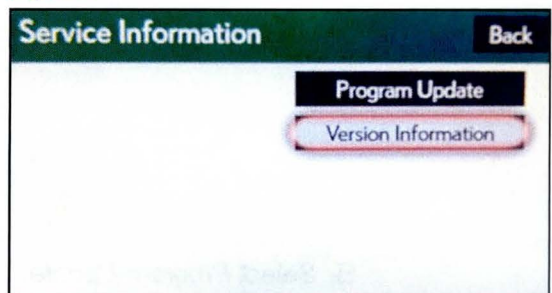 Service Information
Back
Program Update
Version Information